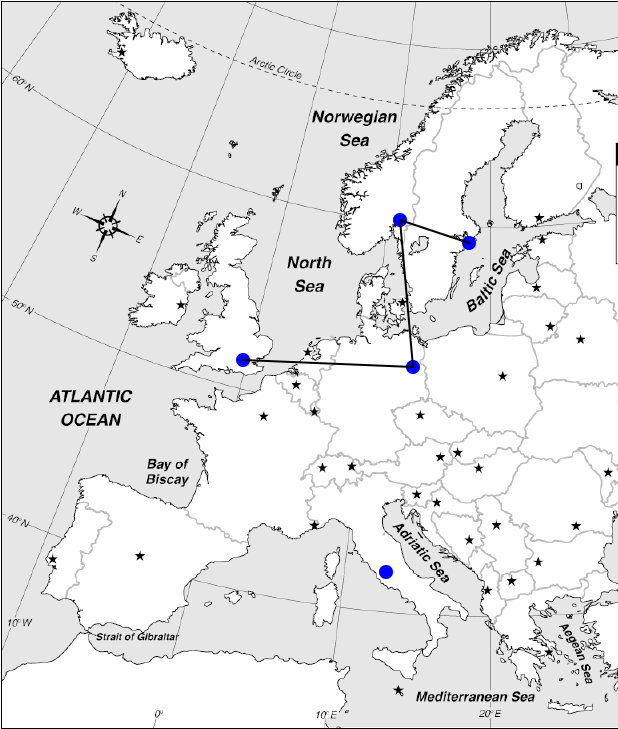 60°N
Arctic Circle
Norwegian
Sea
N
W
E
S
North
Sea
Baltic Sea
50°N
ATLANTIC
OCEAN
Bay of
Biscay
40°N
Adriatic Sea
10°W
Strait of Gibraltar
Aegean Sea
Mediterranean Sea
0°
10°E
20°E